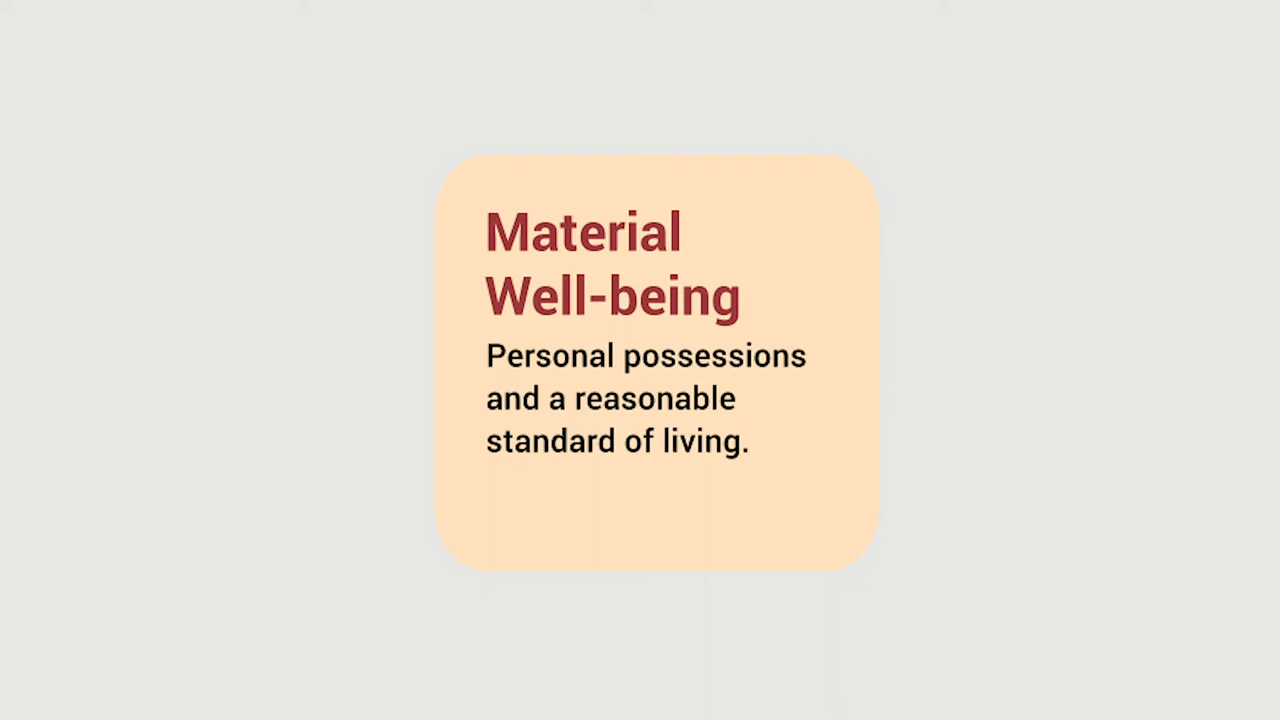 Material
Well-being
Personal possessions
and a reasonable
standard of living.